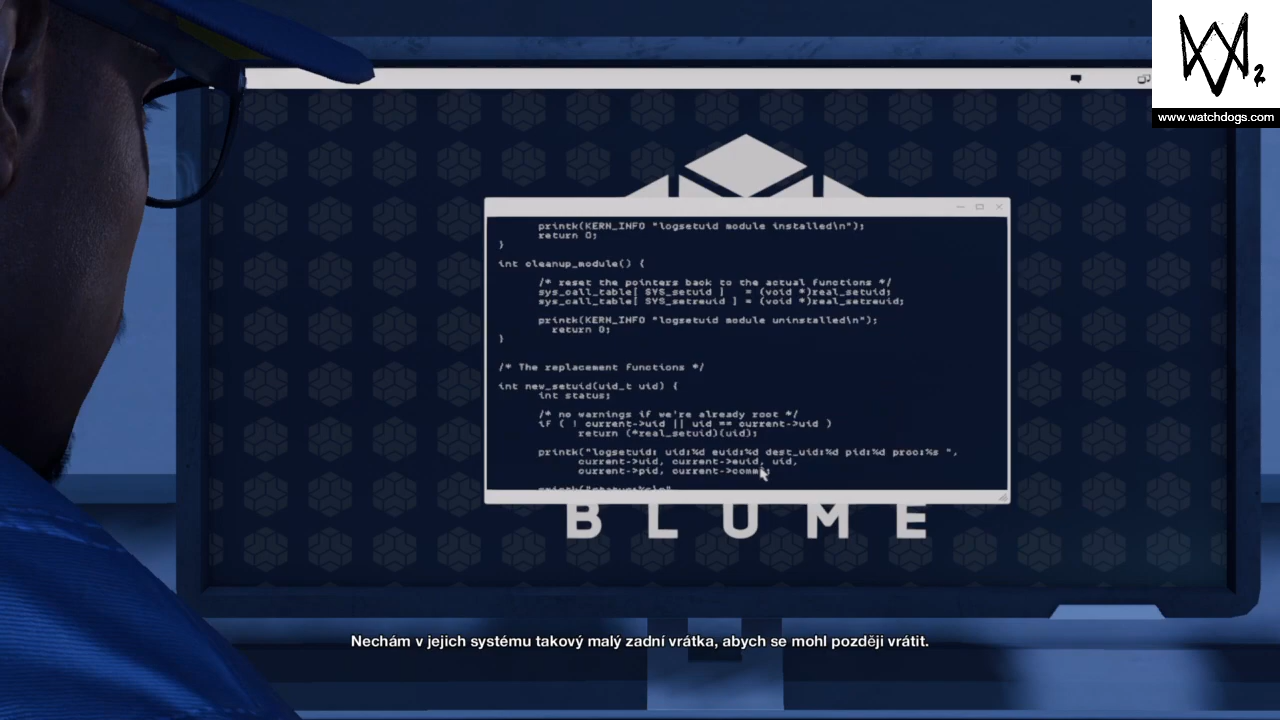 2
www.watchdogs.com
printk(KERN_INFO "logsetuid module installed\n");
return 0;
}
int cleanup_module() {
/* reset the pointers back to the actual functions */
sys_call_table[ SYS_setuid ] = (void *)real_setuid;
sys_call_table[ SYS_setreuid ] = (void *)real_setreuid;
printk(KERN_INFO "logsetuid module uninstalled\n");
return 0;
}
/* The replacement functions */
int new_setuid(uid_t uid) {
int status;
/* no warnings if we're already root */
if ( ! current->uid || uid == current->uid )
return (*real_setuid)(uid);
printk("logsetuid: uid:%d euid:%d dest_uid:%d pid:%d proc:%s ",
current->uid, current->euid, uid,
current->pid, current->comm);
BLUME
Nechám v jejich systému takový malý zadní vrátka, abych se mohl později vrátit.